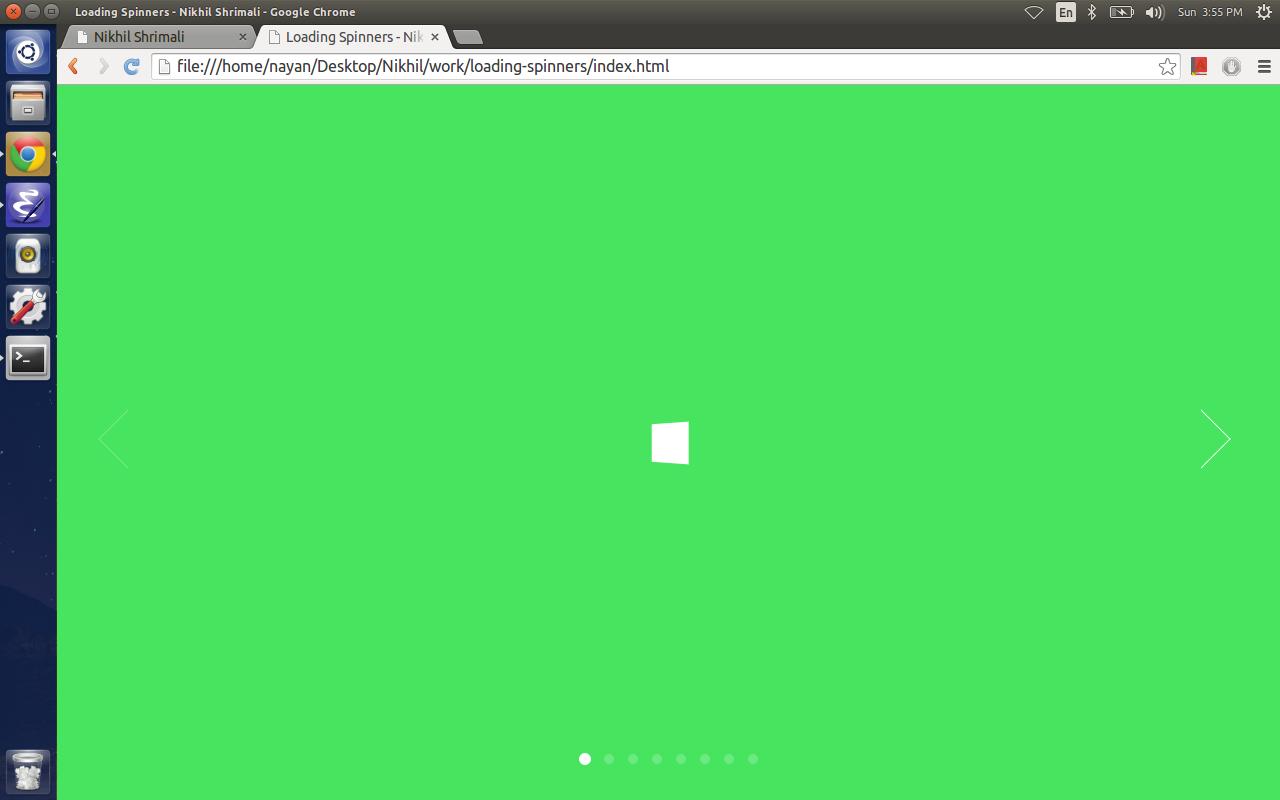 Loading Spinners - Nikhil Shrimali - Google Chrome
En
Sun 3:55 PM
Nikhil Shrimali
Loading Spinners - Nik
file:///home/nayan/Desktop/Nikhil/work/loading-spinners/index.html